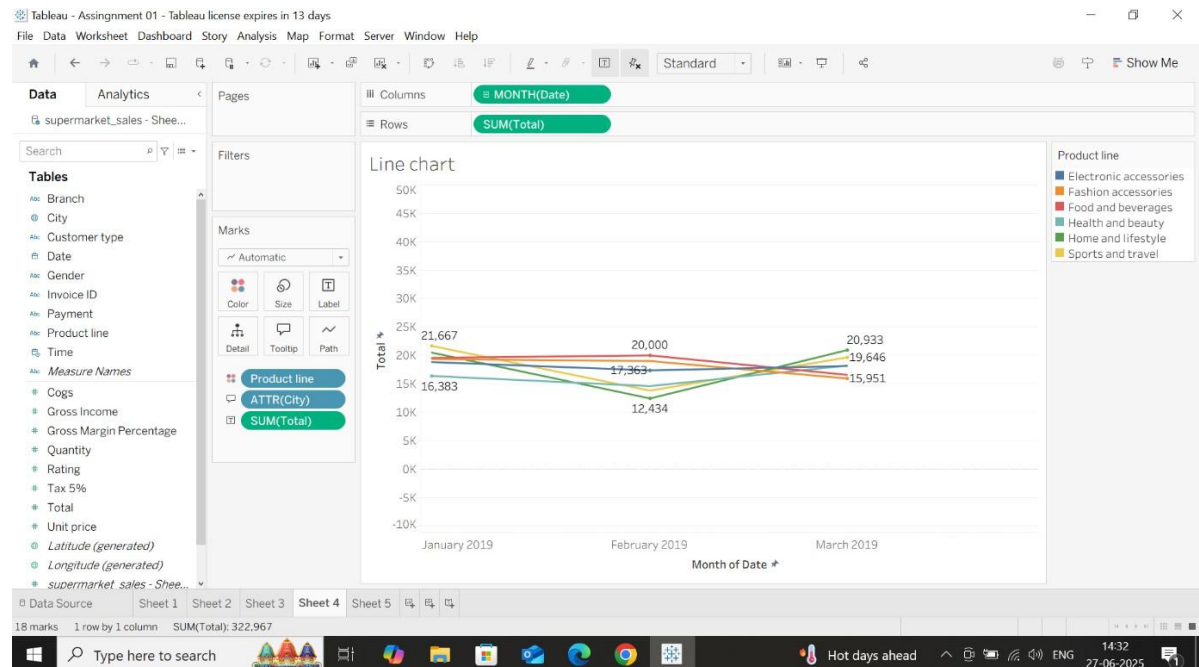 Tableau - Assingnment 01 - Tableau license expires in 13 days
File Data Worksheet Dashboard Story Analysis Map Format Server Window Help
Standard
Show Me
Data Analytics
supermarket_sales - Shee...
Search
Tables
Abc Branch
City
Abc Customer type
Date
Abc Gender
Abc Invoice ID
Abc Payment
Abc Product line
Time
Abc Measure Names
# Cogs
# Gross Income
# Gross Margin Percentage
# Quantity
# Rating
# Tax 5%
# Total
# Unit price
Latitude (generated)
Longitude (generated)
# supermarket_sales - Shee...
Pages
Filters
Marks
Automatic
Color Size Label
Detail Tooltip Path
Product line
ATTR(City)
SUM(Total)
Columns MONTH(Date)
Rows SUM(Total)
Line chart
50K
45K
40K
35K
30K
25K
20K
15K
10K
5K
0K
-5K
-10K
Total
21,667
16,383
20,000
17,363
12,434
20,933
19,646
15,951
January 2019 February 2019 March 2019
Month of Date
Product line
Electronic accessories
Fashion accessories
Food and beverages
Health and beauty
Home and lifestyle
Sports and travel
Data Source Sheet 1 Sheet 2 Sheet 3 Sheet 4 Sheet 5
18 marks 1 row by 1 column SUM(Total): 322,967
Type here to search
Hot days ahead
ENG
14:32
27-06-2025